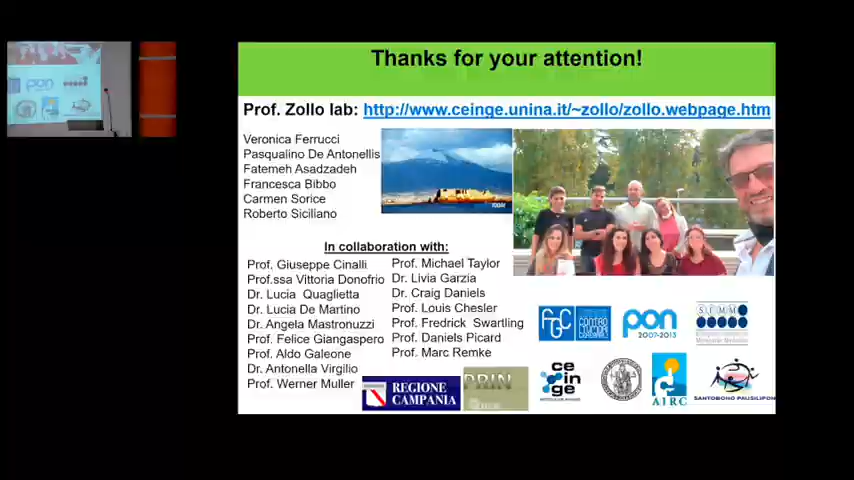 Thanks for your attention!
Prof. Zollo lab: http://www.ceinge.unina.it/~zollo/zollo.webpage.htm
Veronica Ferrucci
Pasqualino De Antonellis
Fatemeh Asadzadeh
Francesca Bibbo
Carmen Sorice
Roberto Siciliano
In collaboration with:
Prof. Giuseppe Cinalli
Prof.ssa Vittoria Donofrio
Dr. Lucia Quaglietta
Dr. Lucia De Martino
Dr. Angela Mastronuzzi
Prof. Felice Giangaspero
Prof. Aldo Galeone
Dr. Antonella Virgilio
Prof. Werner Muller
Prof. Michael Taylor
Dr. Livia Garzia
Dr. Craig Daniels
Prof. Louis Chesler
Prof. Fredrick Swartling
Prof. Daniels Picard
Prof. Marc Remke
pon
2007-2013
SEMM
REGIONE
CAMPANIA
PRIN
ce
inge
AIRC
SANTOBONO PAUSILIPON